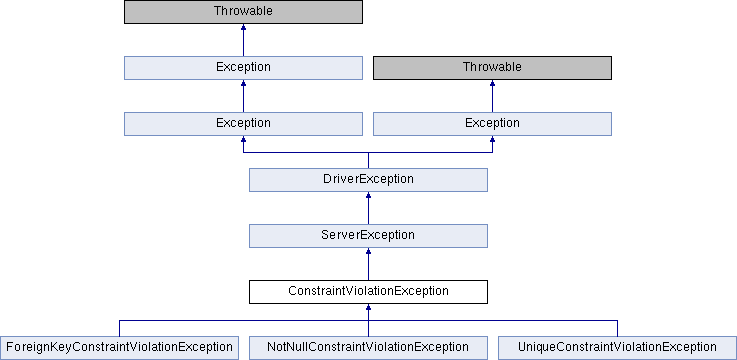 Throwable
Exception
Throwable
Exception
Exception
DriverException
ServerException
ConstraintViolationException
ForeignKeyConstraintViolationException
NotNullConstraintViolationException
UniqueConstraintViolationException